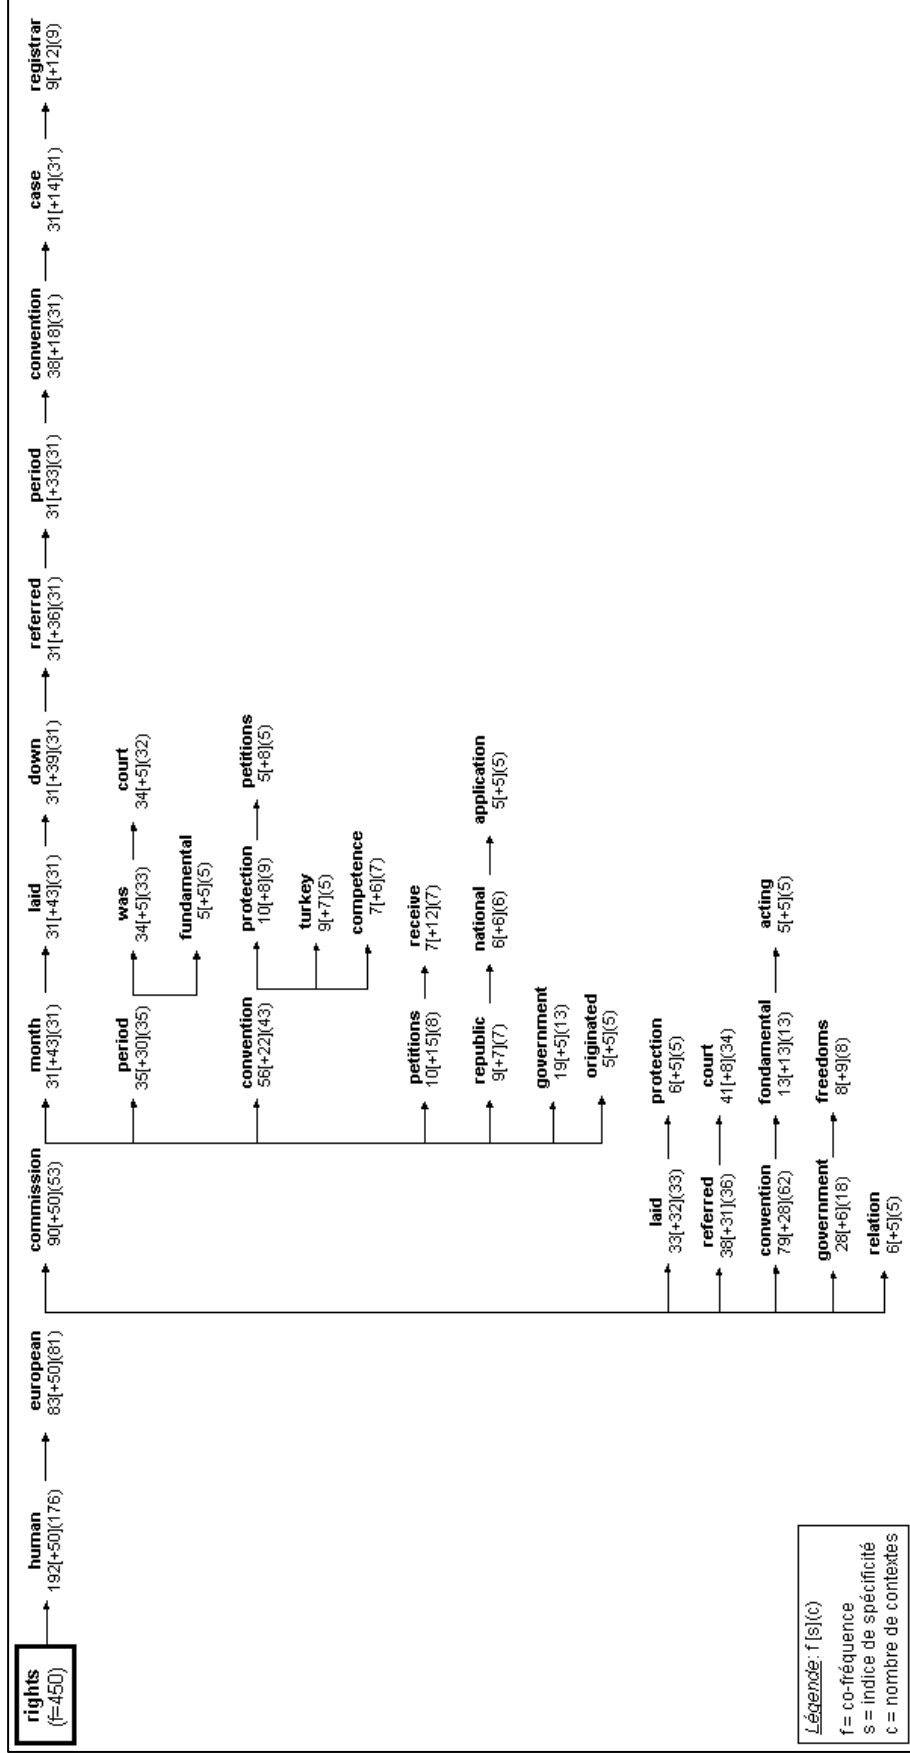 rights
(f=450)
human
192[+50](176)
european
83[+50](81)
commission
90[+50](53)
month
31[+43](31)
laid
31[+43](31)
down
31[+39](31)
referred
31[+36](31)
period
31[+33](31)
convention
38[+18](31)
case
31[+14](31)
registrar
9[+12](9)
period
35[+30](35)
was
34[+5](33)
court
34[+5](32)
fundamental
5[+5](5)
convention
56[+22](43)
protection
10[+8](9)
petitions
5[+8](5)
turkey
9[+7](5)
competence
7[+6](7)
petitions
10[+15](8)
receive
7[+12](7)
republic
9[+7](7)
national
6[+6](6)
application
5[+5](5)
government
19[+5](13)
originated
5[+5](5)
laid
33[+32](33)
protection
6[+5](5)
referred
38[+31](36)
court
41[+8](34)
convention
79[+28](62)
fondamental
13[+13](13)
acting
5[+5](5)
government
28[+6](18)
freedoms
8[+9](8)
relation
6[+5](5)
Légende: f [s](c)
f = co-fréquence
s = indice de spécificité
c = nombre de contextes